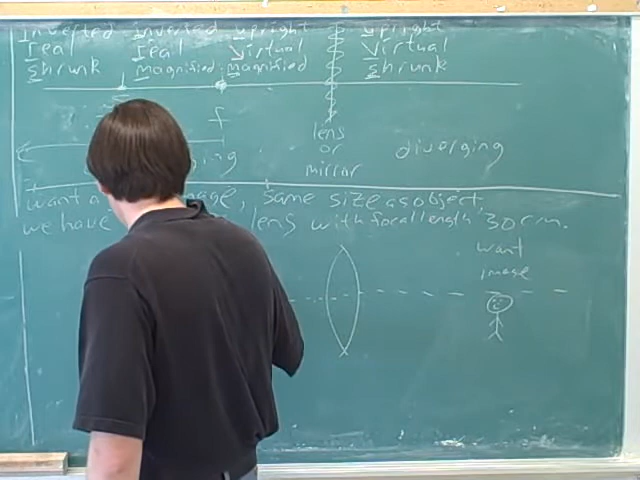 Inverted inverted upright upright
real real Virtual Virtual
Shrunk magnified magnified Shrunk
f
lens
or
mirror
diverging
want a age, same size as object.
we have lens with focal length 30 cm.
want
image